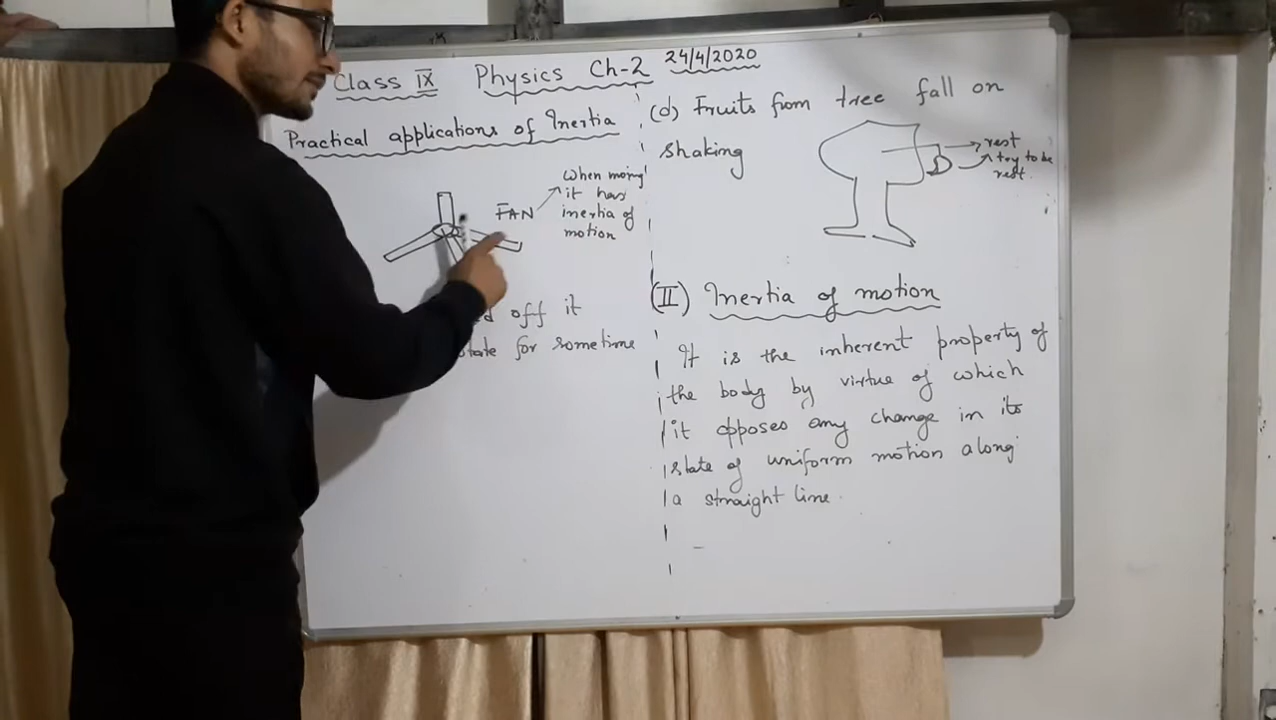 Class IX Physics Ch-2 24/4/2020
Practical applications of Inertia
FAN
When moving
it has
inertia of
motion
off it
for sometime
(d) Fruits from tree fall on
shaking
rest
try to be
rest.
(II) Inertia of motion
It is the inherent property of
the body by virtue of which
it opposes any change in its
state of uniform motion along
a straight line.